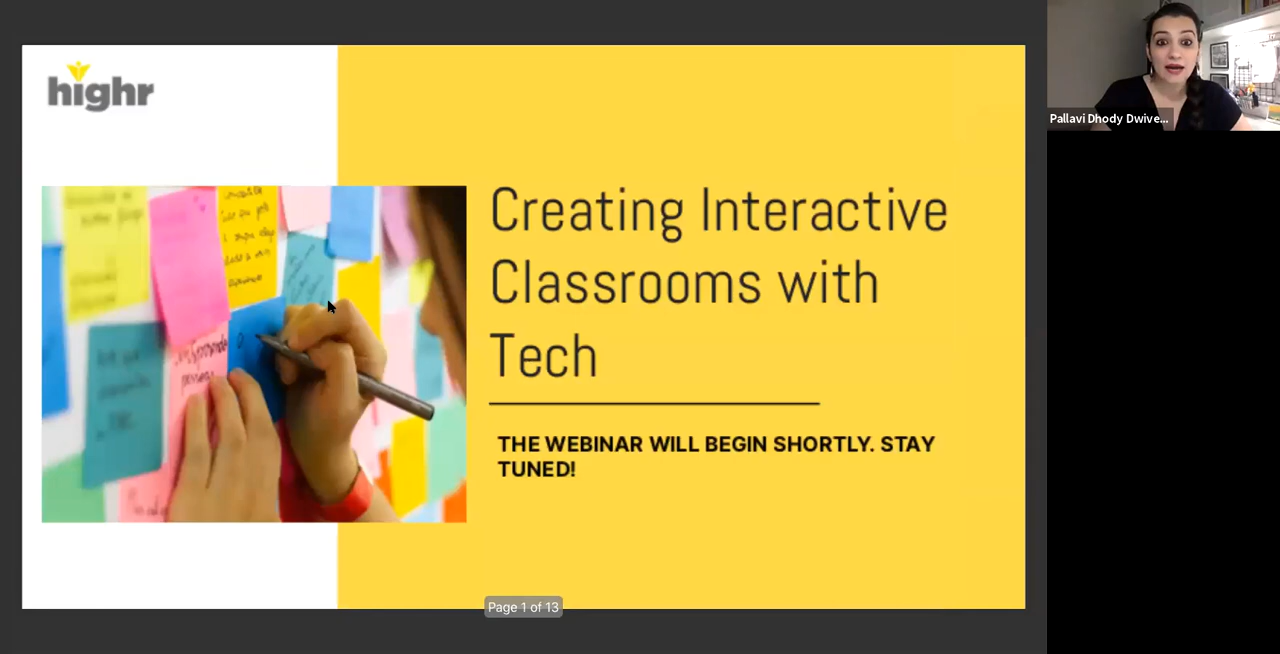 highr
Creating Interactive
Classrooms with
Tech
THE WEBINAR WILL BEGIN SHORTLY. STAY
TUNED!
Page 1 of 13
Pallavi Dhody Dwive...